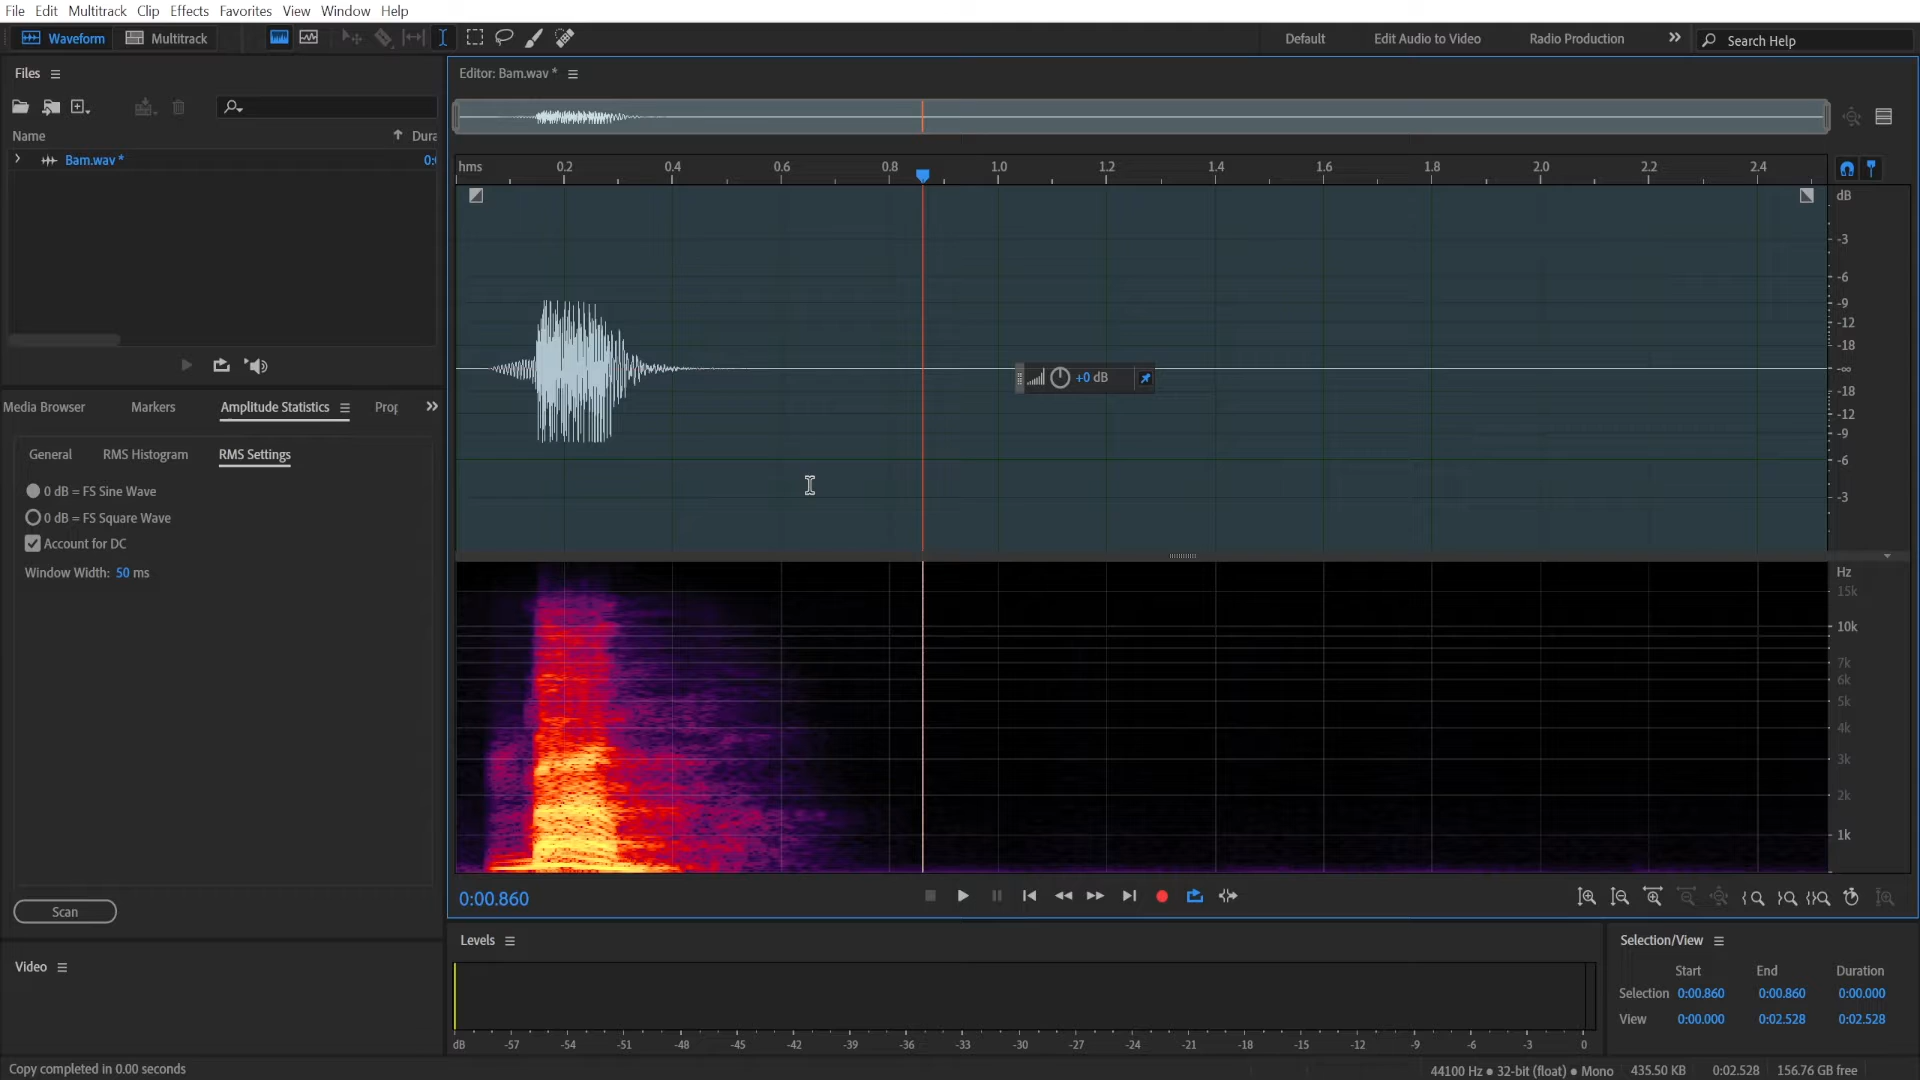 File Edit Multitrack Clip Effects Favorites View Window Help
Waveform Multitrack Default Edit Audio to Video Radio Production Search Help
Files
Name Dura
Bam.wav * 0:
Media Browser Markers Amplitude Statistics Prop
General RMS Histogram RMS Settings
0 dB = FS Sine Wave
0 dB = FS Square Wave
Account for DC
Window Width: 50 ms
Scan
Video
Editor: Bam.wav *
hms 0.2 0.4 0.6 0.8 1.0 1.2 1.4 1.6 1.8 2.0 2.2 2.4
dB
-3
-6
-9
-12
-18
-∞
-18
-12
-9
-6
-3
+0 dB
Hz
15k
10k
7k
6k
5k
4k
3k
2k
1k
0:00.860
Levels
dB -57 -54 -51 -48 -45 -42 -39 -36 -33 -30 -27 -24 -21 -18 -15 -12 -9 -6 -3 0
Selection/View
Start End Duration
Selection 0:00.860 0:00.860 0:00.000
View 0:00.000 0:02.528 0:02.528
Copy completed in 0.00 seconds
44100 Hz ● 32-bit (float) ● Mono 435.50 KB 0:02.528 156.76 GB free